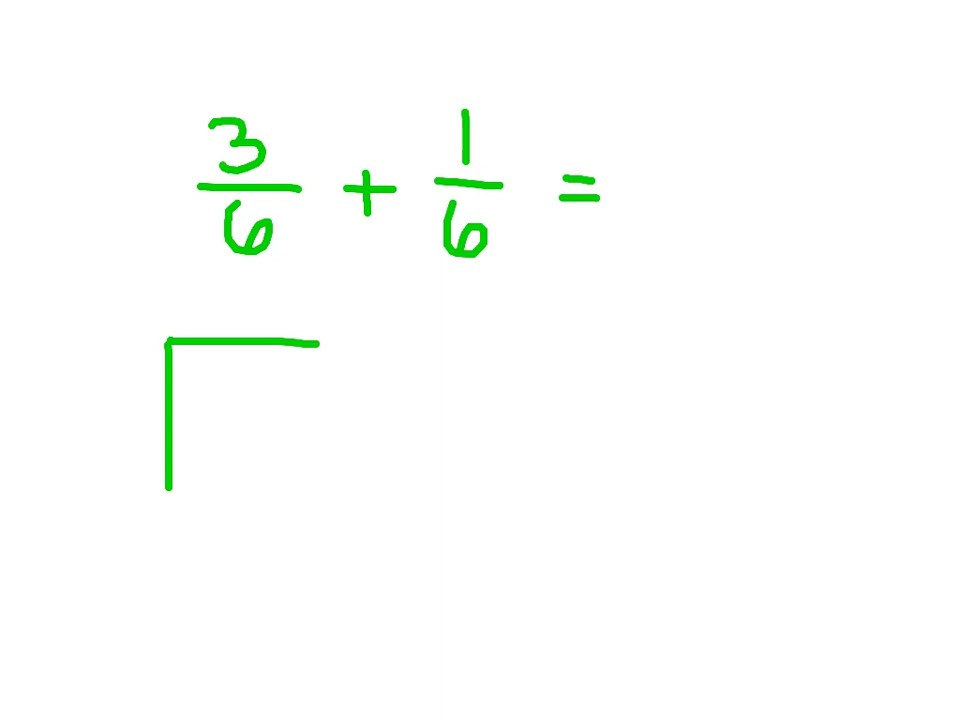 3/6 + 1/6 =